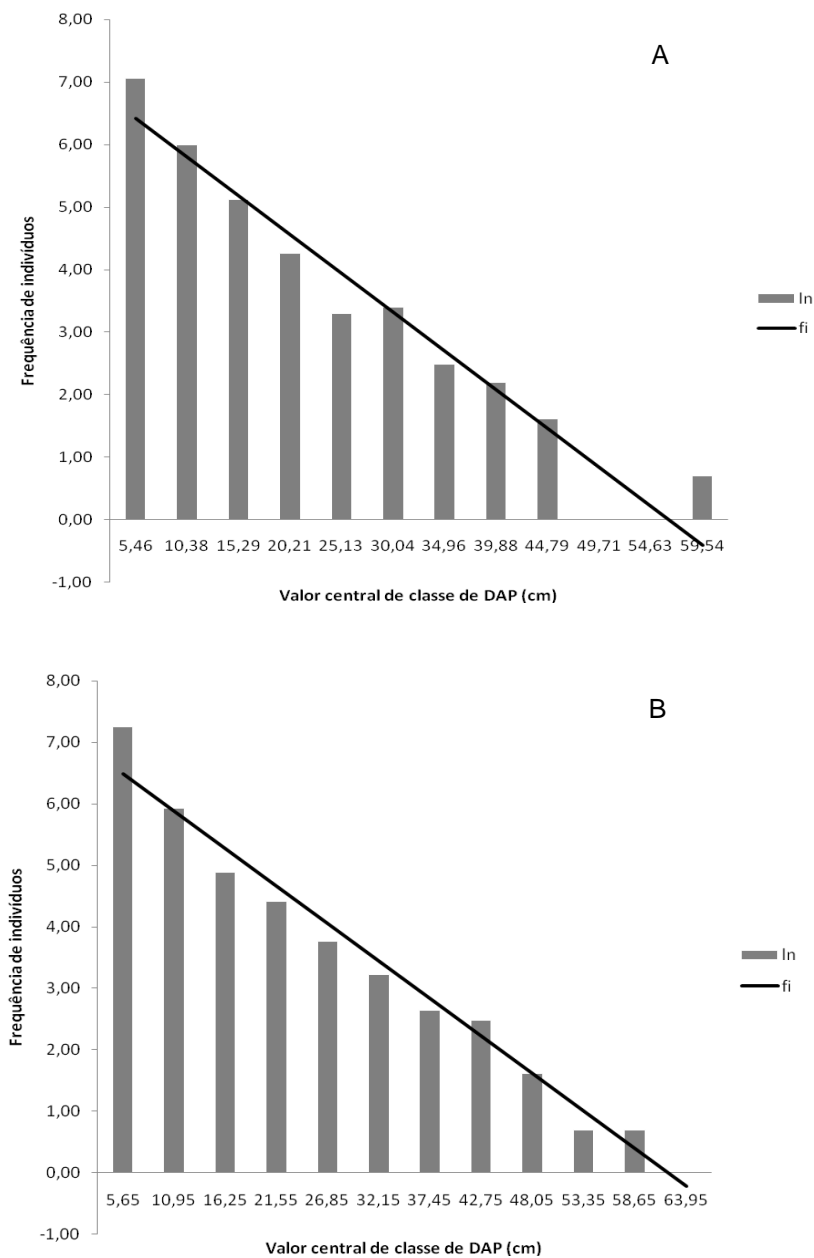 A
8,00
7,00
6,00
5,00
4,00
3,00
2,00
1,00
0,00
-1,00
Frequência de indivíduos
5,46 10,38 15,29 20,21 25,13 30,04 34,96 39,88 44,79 49,71 54,63 59,54
Valor central de classe de DAP (cm)
ln
fi
B
8,00
7,00
6,00
5,00
4,00
3,00
2,00
1,00
0,00
-1,00
Frequência de indivíduos
5,65 10,95 16,25 21,55 26,85 32,15 37,45 42,75 48,05 53,35 58,65 63,95
Valor central de classe de DAP (cm)
ln
fi